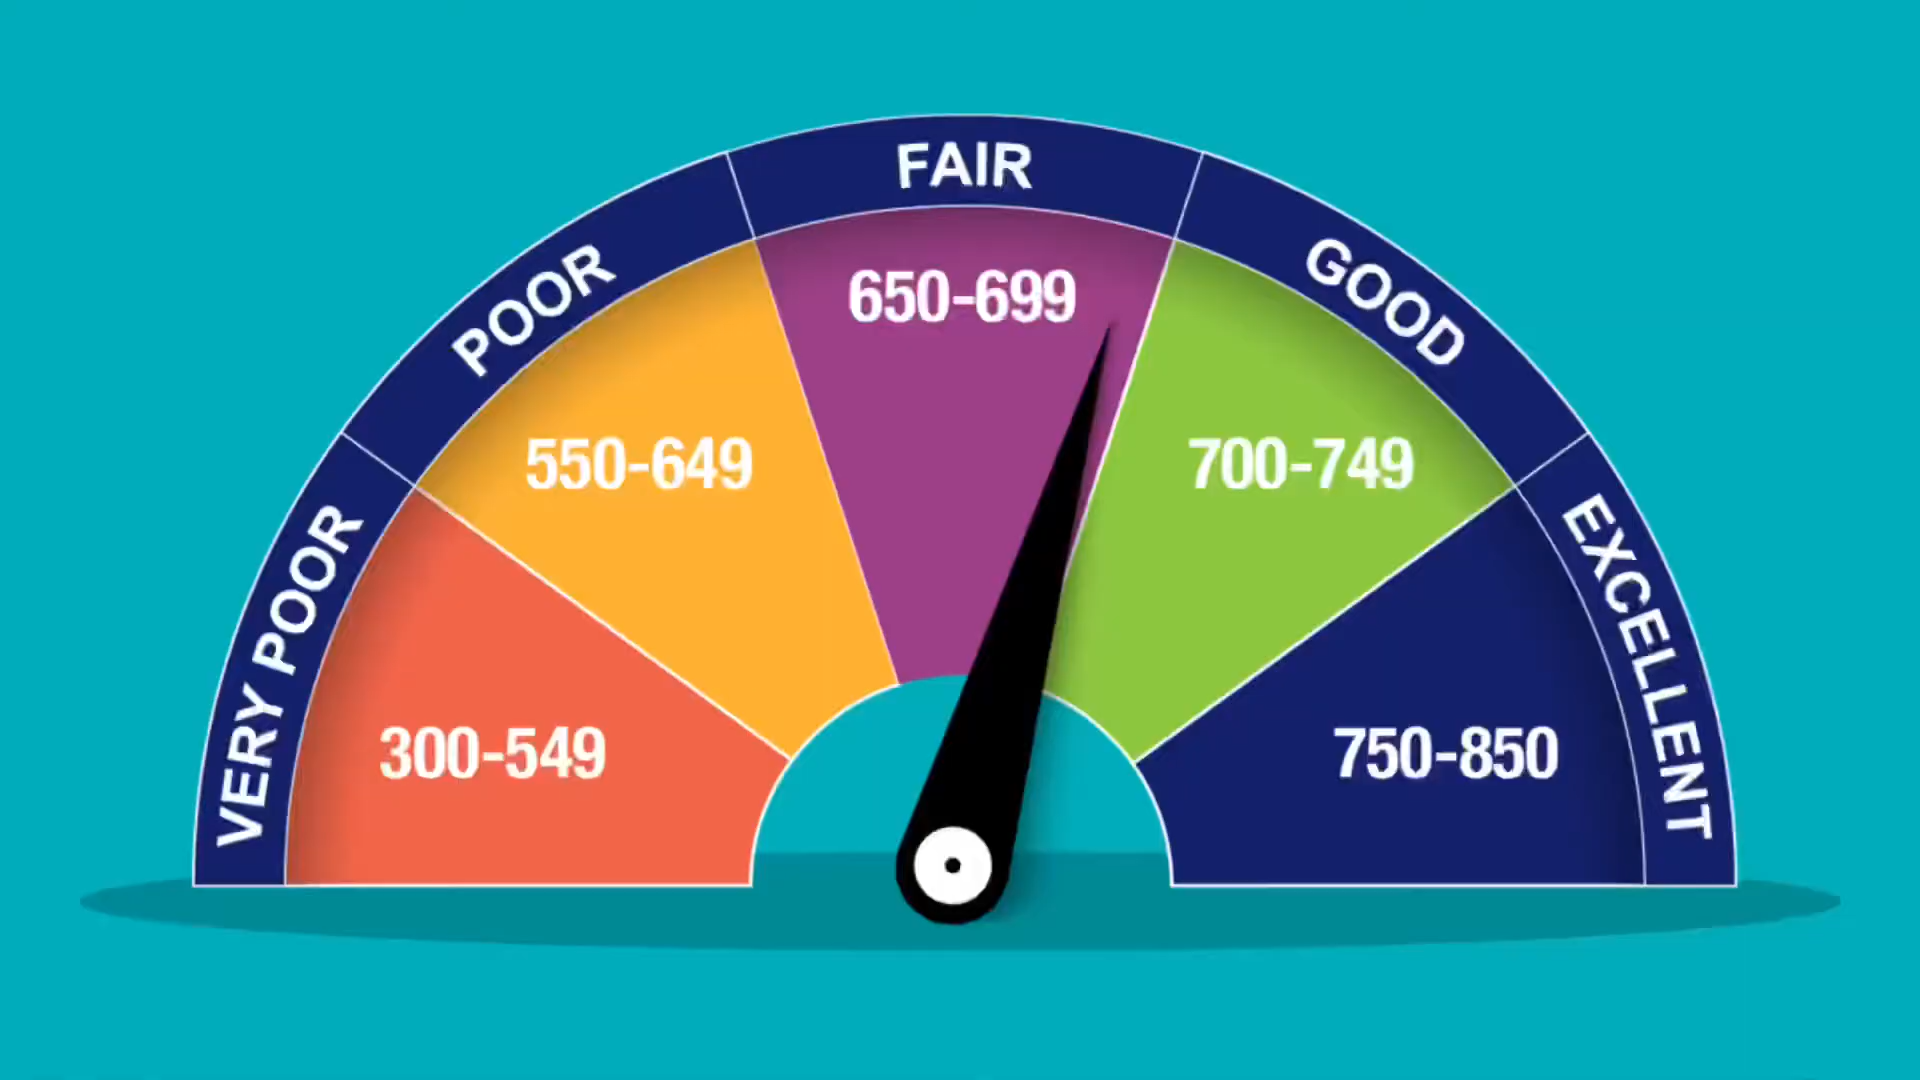 VERY POOR
300-549
POOR
550-649
FAIR
650-699
GOOD
700-749
EXCELLENT
750-850